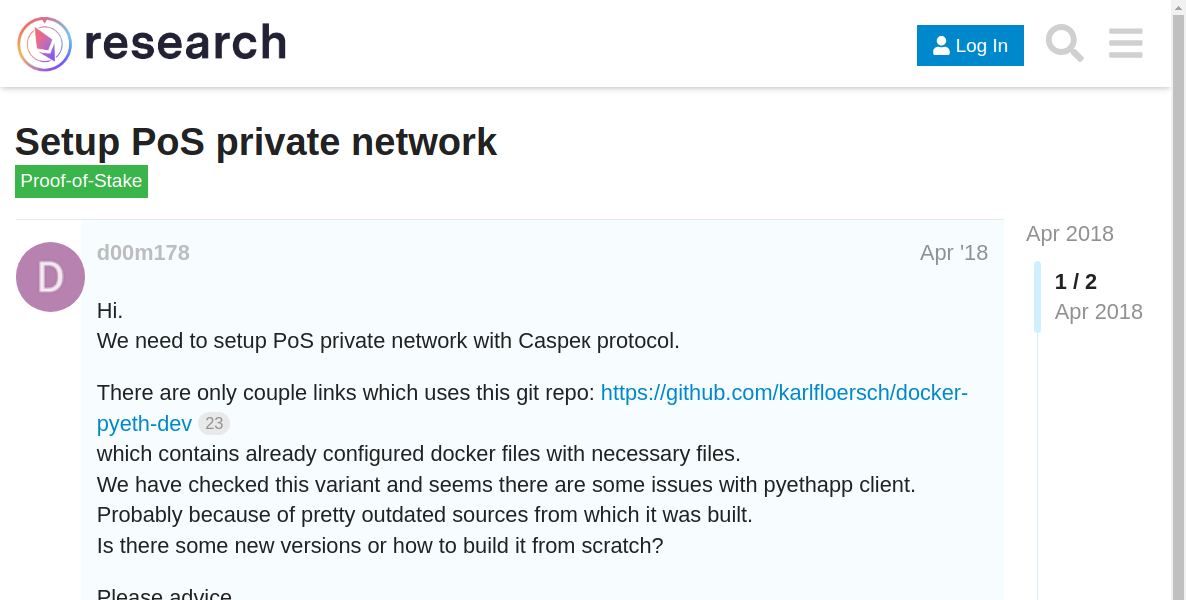 research
Log In
Setup PoS private network
Proof-of-Stake
D
d00m178
Apr '18
Hi.
We need to setup PoS private network with Caspeк protocol.
There are only couple links which uses this git repo: https://github.com/karlfloersch/docker-
pyeth-dev 23
which contains already configured docker files with necessary files.
We have checked this variant and seems there are some issues with pyethapp client.
Probably because of pretty outdated sources from which it was built.
Is there some new versions or how to build it from scratch?
Please advice
Apr 2018
1 / 2
Apr 2018